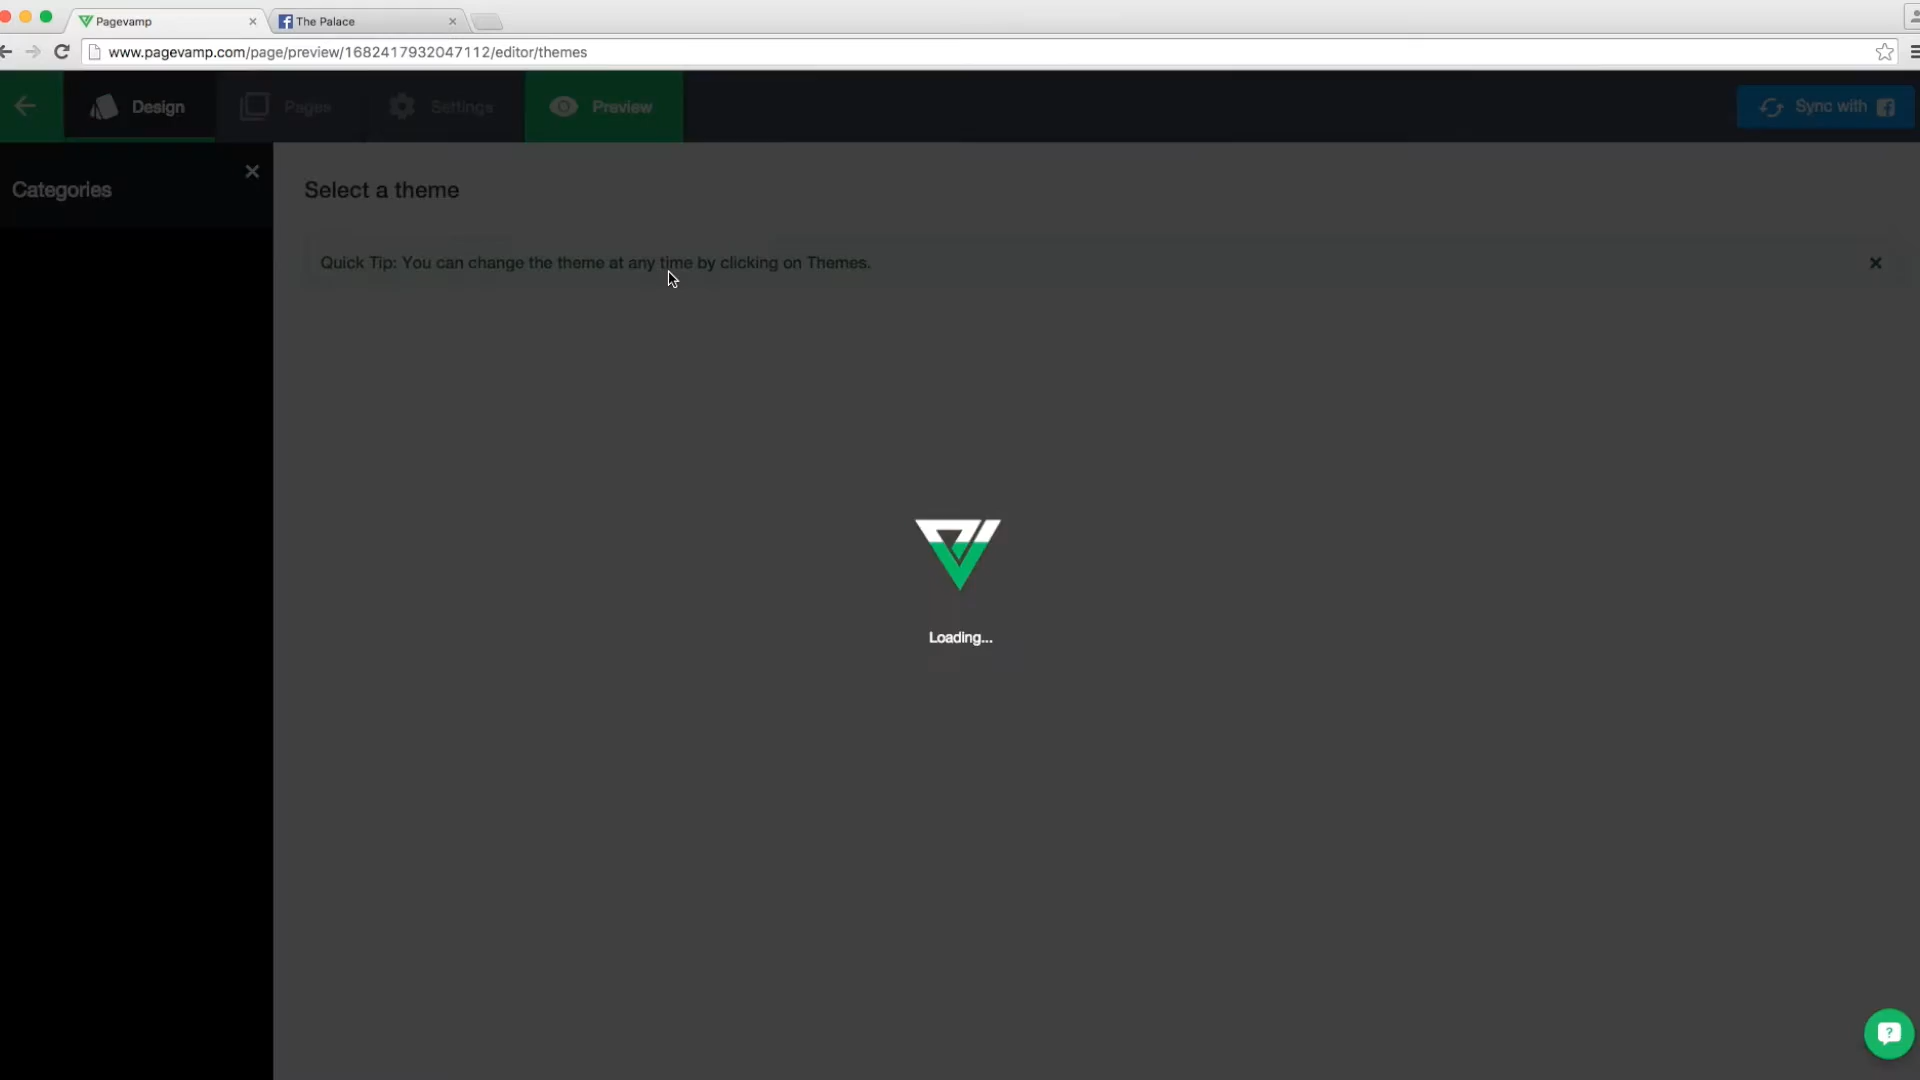 Pagevamp
The Palace
www.pagevamp.com/page/preview/1682417932047112/editor/themes
Design
Pages
Settings
Preview
Sync with
Categories
Select a theme
Quick Tip: You can change the theme at any time by clicking on Themes.
Loading...